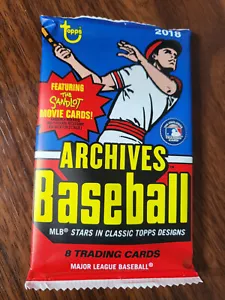 Topps
2018
FEATURING
THE
SANDLOT
MOVIE CARDS!
ARCHIVES
Baseball
MLB® STARS IN CLASSIC TOPPS DESIGNS
8 TRADING CARDS
MAJOR LEAGUE BASEBALL®